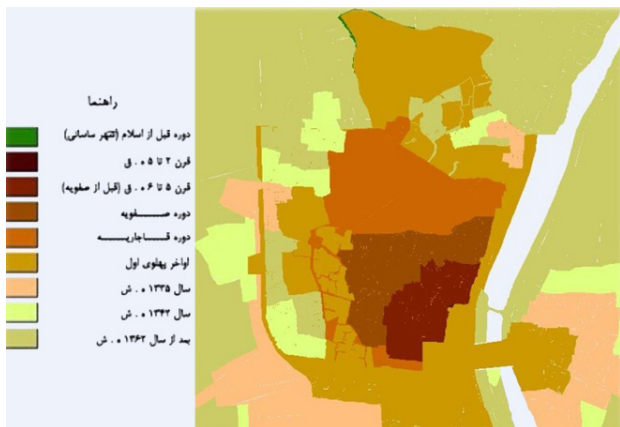 راهنما
دوره قبل از اسلام (شهر ساسانی)
قرن ۲ تا ۵ ه . ق
قرن ۵ تا ۶ ه . ق (قبل از صفویه)
دوره صفویه
دوره قاجاریه
اواخر پهلوی اول
سال ۱۳۳۵ ه . ش
سال ۱۳۴۲ ه . ش
بعد از سال ۱۳۶۲ ه . ش